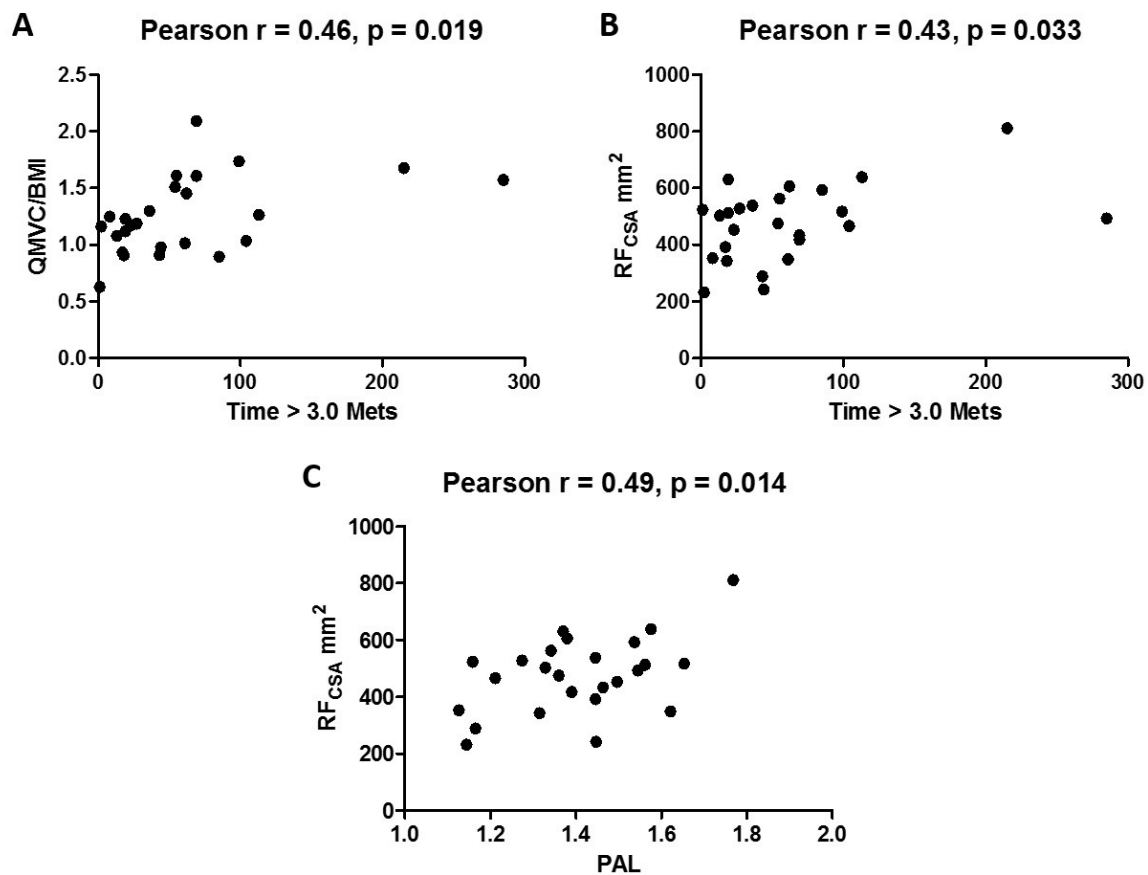 A
Pearson r = 0.46, p = 0.019
2.5
2.0
1.5
1.0
0.5
0.0
QMVC/BMI
0 100 200 300
Time > 3.0 Mets
B
Pearson r = 0.43, p = 0.033
1000
800
600
400
200
0
RF_CSA mm²
0 100 200 300
Time > 3.0 Mets
C
Pearson r = 0.49, p = 0.014
1000
800
600
400
200
0
RF_CSA mm²
1.0 1.2 1.4 1.6 1.8 2.0
PAL